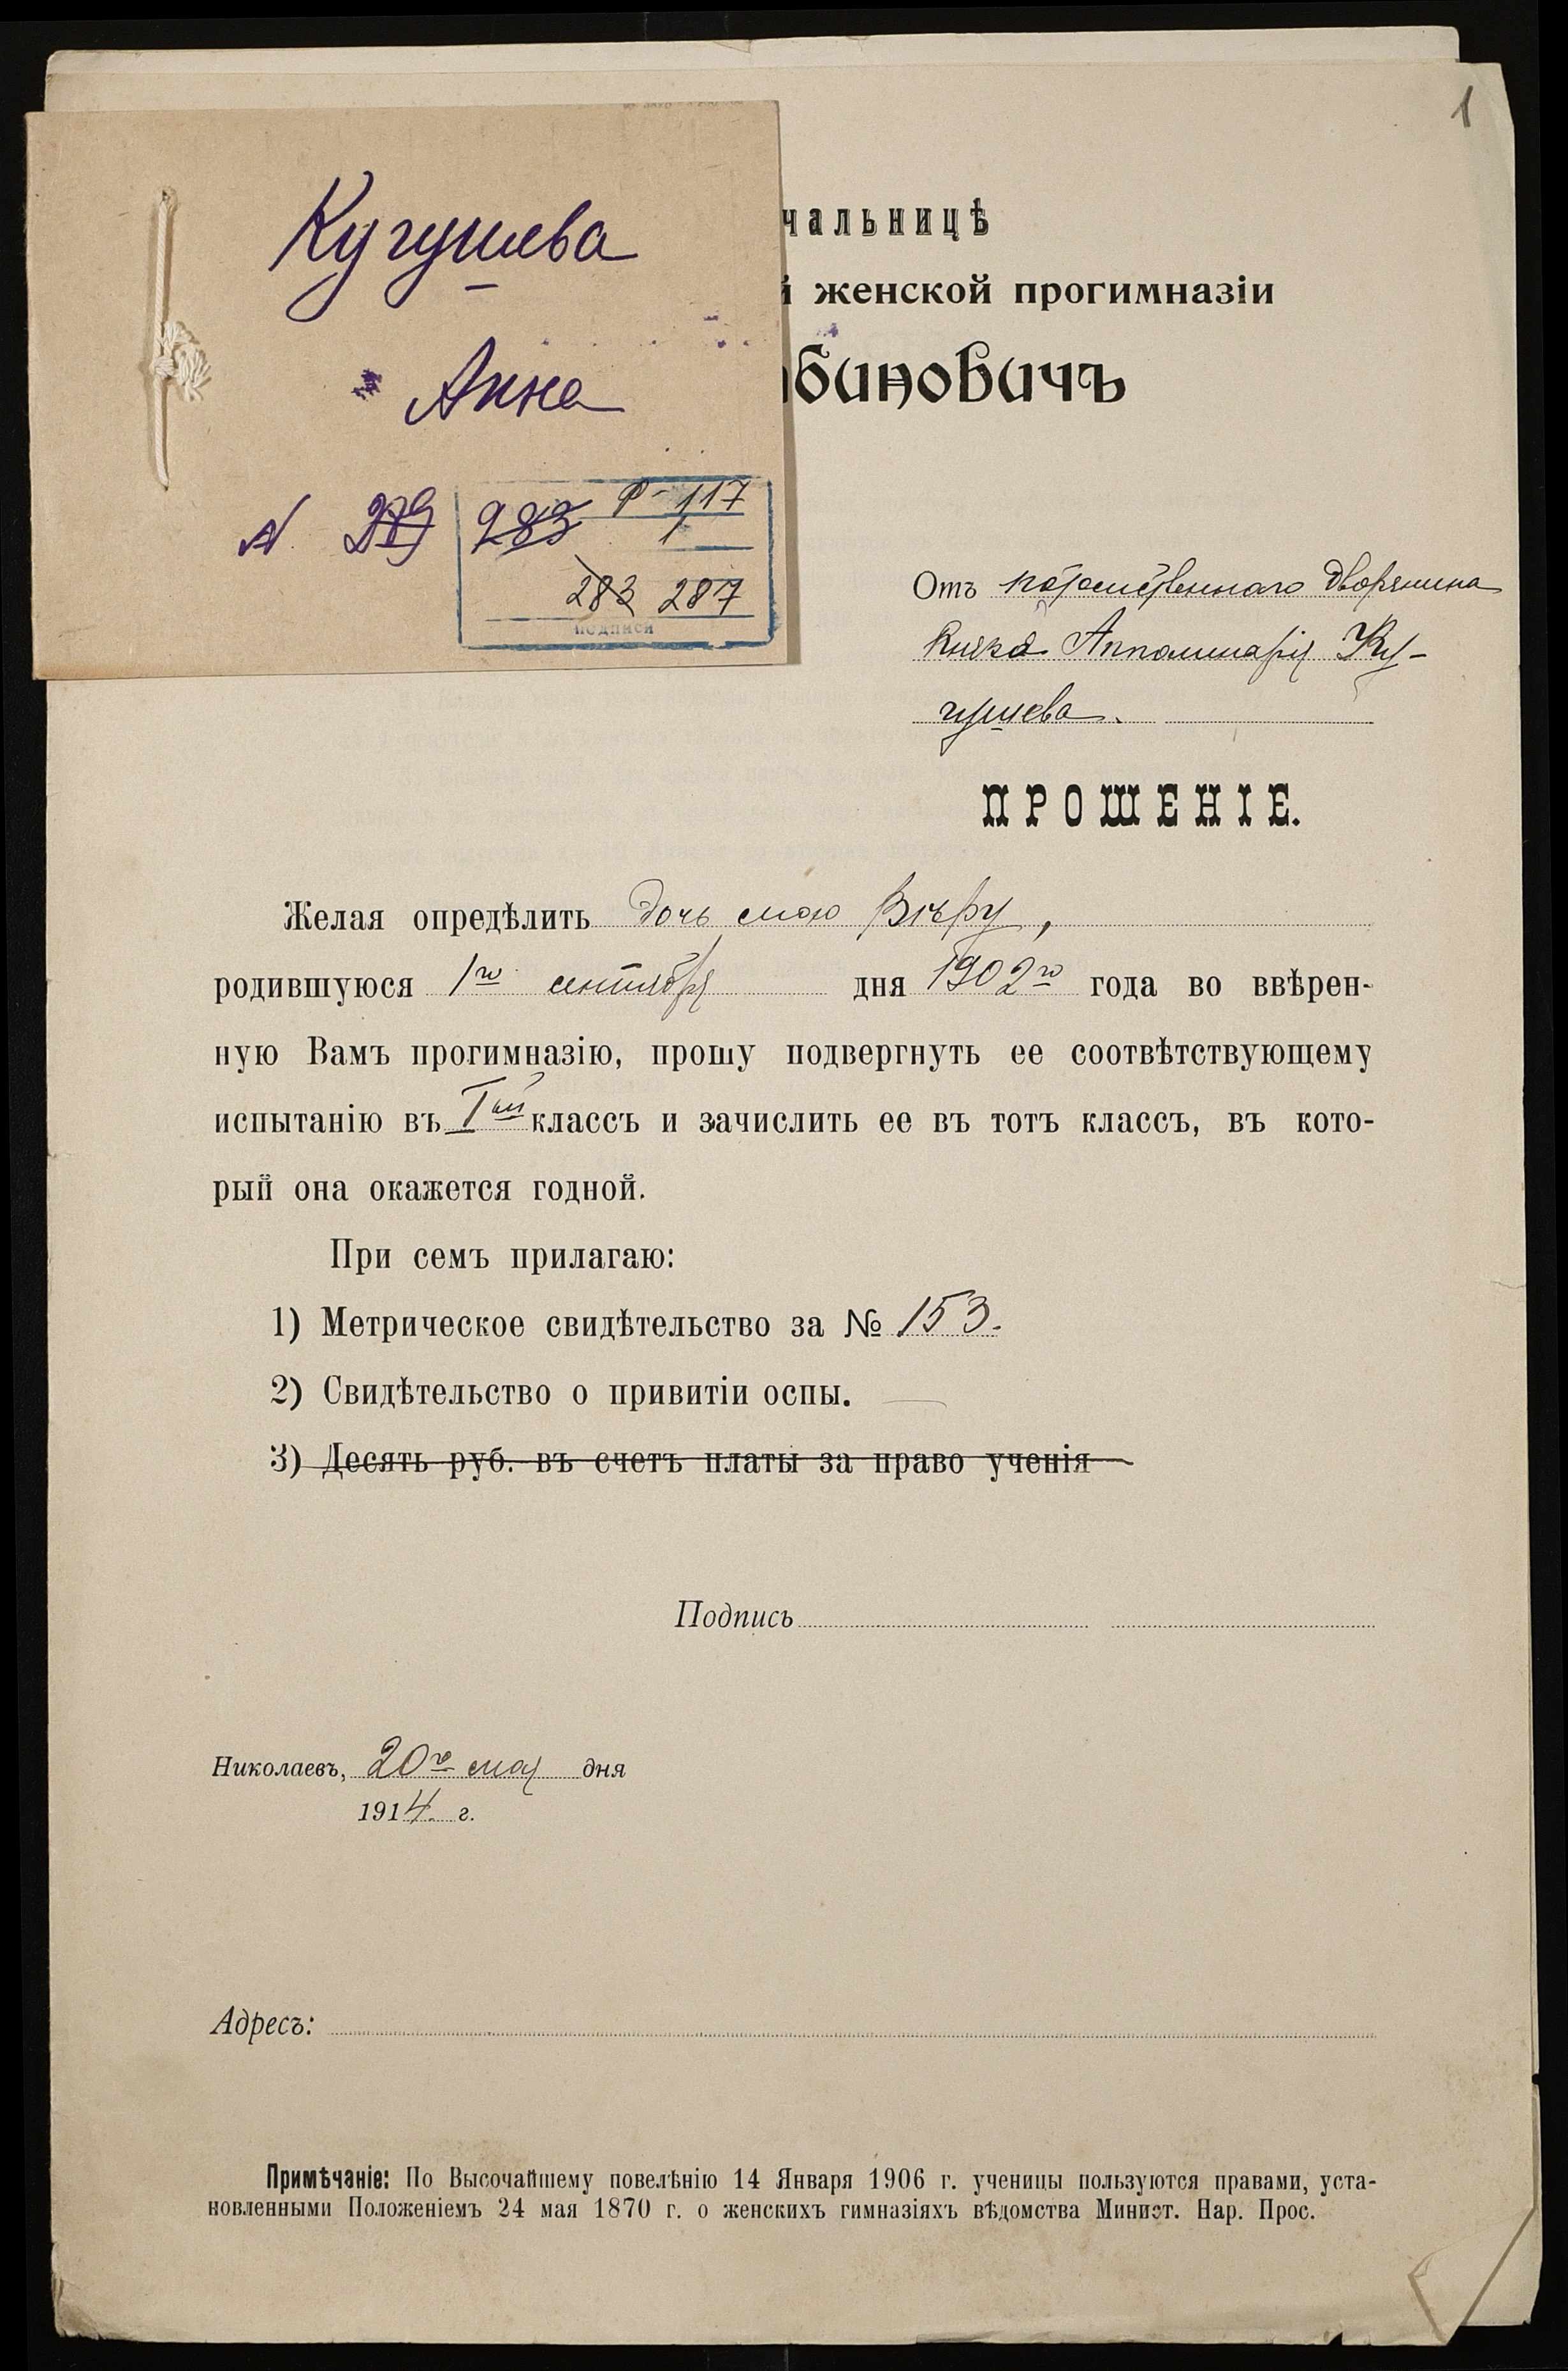 1
Кугушева
Анна
N 279
283 Р-117
1
283 287
подписи
чальницѣ
й женской прогимназіи
биновичъ
Отъ потомственнаго дворянина
Князя Апполинарія Ку-
гушева.
ПРОШЕНІЕ.
Желая опредѣлить дочь мою Вѣру,
родившуюся 1го сентября дня 1902го года во ввѣрен-
ную Вамъ прогимназію, прошу подвергнуть ее соотвѣтствующему
испытанію въ I ый классъ и зачислить ее въ тотъ классъ, въ кото-
рый она окажется годной.
При семъ прилагаю:
1) Метрическое свидѣтельство за № 153.
2) Свидѣтельство о привитіи оспы.
3) Десять руб. въ счетъ платы за право ученія
Подпись
Николаевъ, 20го мая дня
1914 г.
Адресъ:
Примѣчаніе: По Высочайшему повелѣнію 14 Января 1906 г. ученицы пользуются правами, уста-
новленными Положеніемъ 24 мая 1870 г. о женскихъ гимназіяхъ вѣдомства Минист. Нар. Прос.